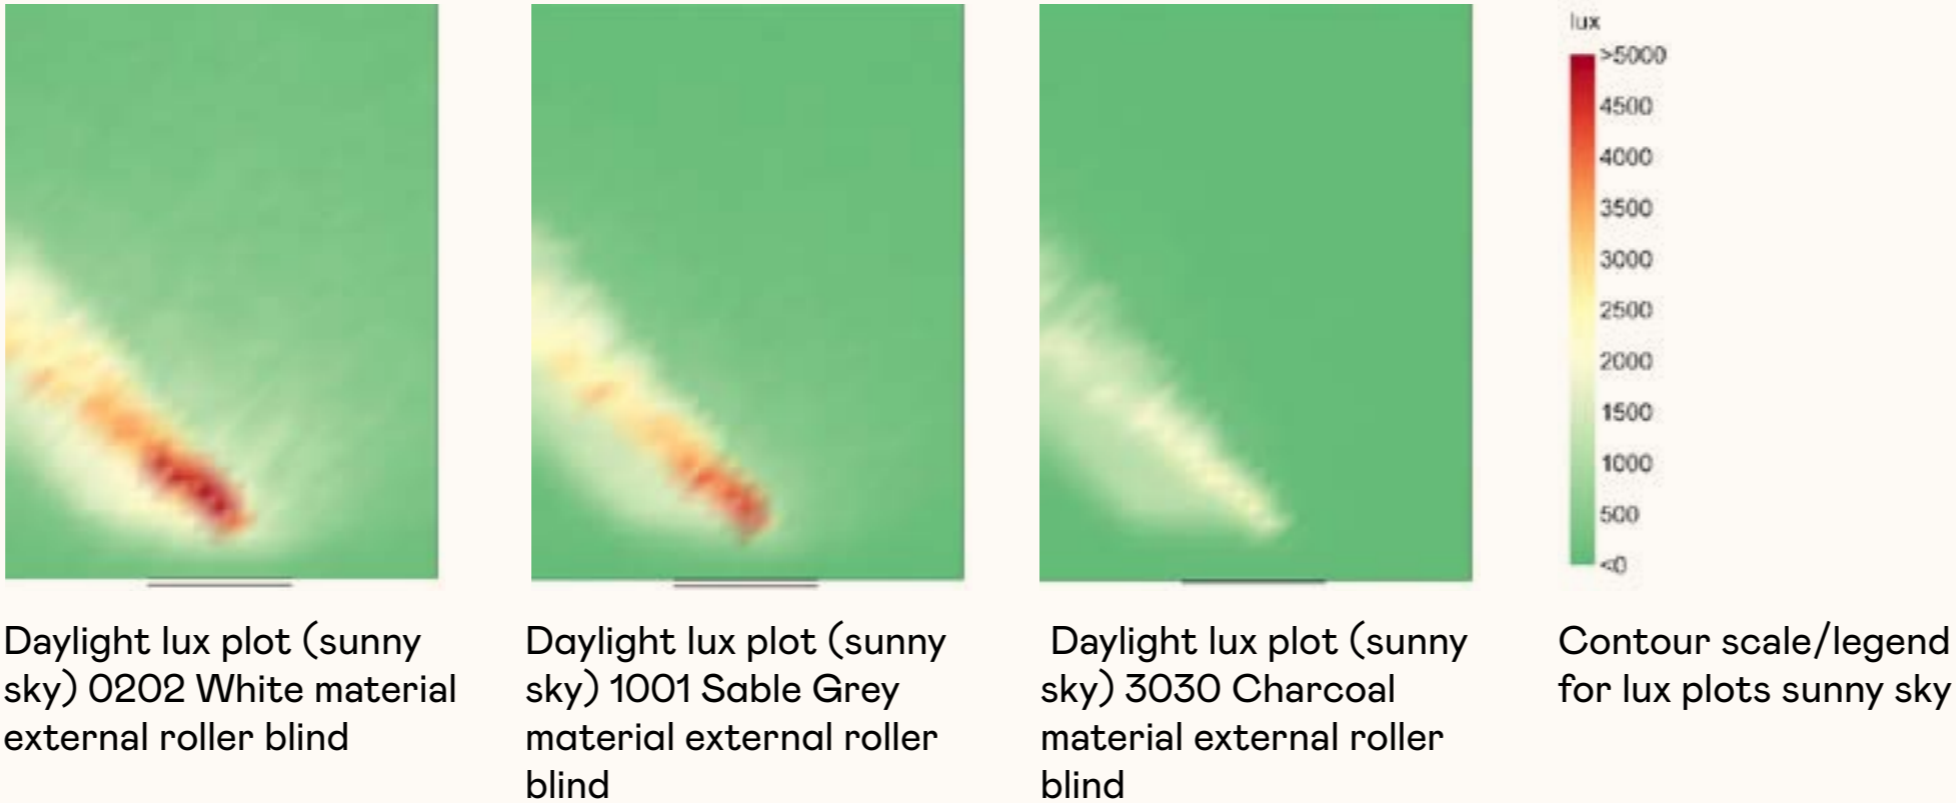 lux
>5000
4500
4000
3500
3000
2500
2000
1500
1000
500
<0
Daylight lux plot (sunny
sky) 0202 White material
external roller blind
Daylight lux plot (sunny
sky) 1001 Sable Grey
material external roller
blind
Daylight lux plot (sunny
sky) 3030 Charcoal
material external roller
blind
Contour scale/legend
for lux plots sunny sky